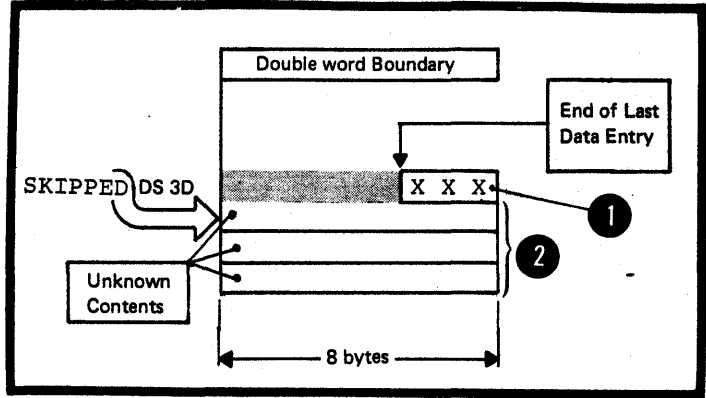 Double word Boundary
End of Last
Data Entry
SKIPPED DS 3D
X X X
1
2
Unknown
Contents
8 bytes